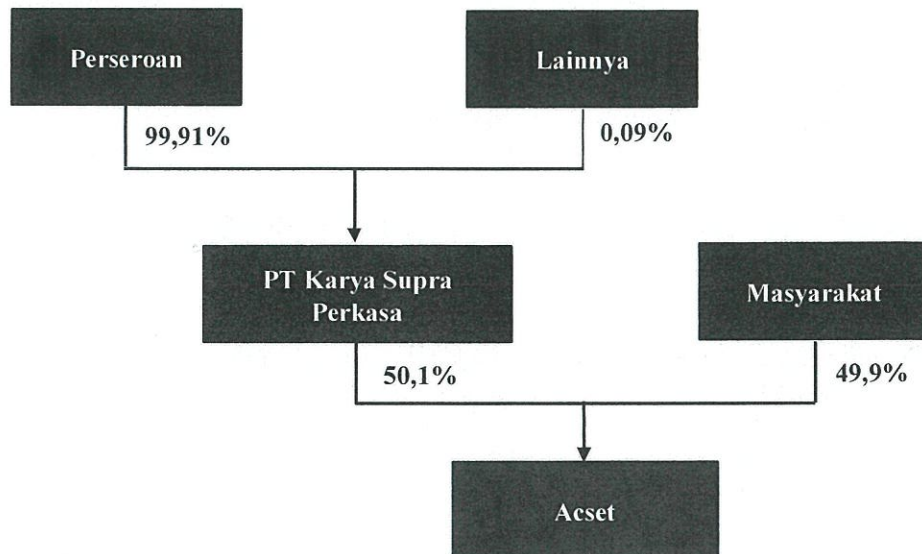 Perseroan
Lainnya
99,91%
0,09%
PT Karya Supra
Perkasa
Masyarakat
50,1%
49,9%
Acset